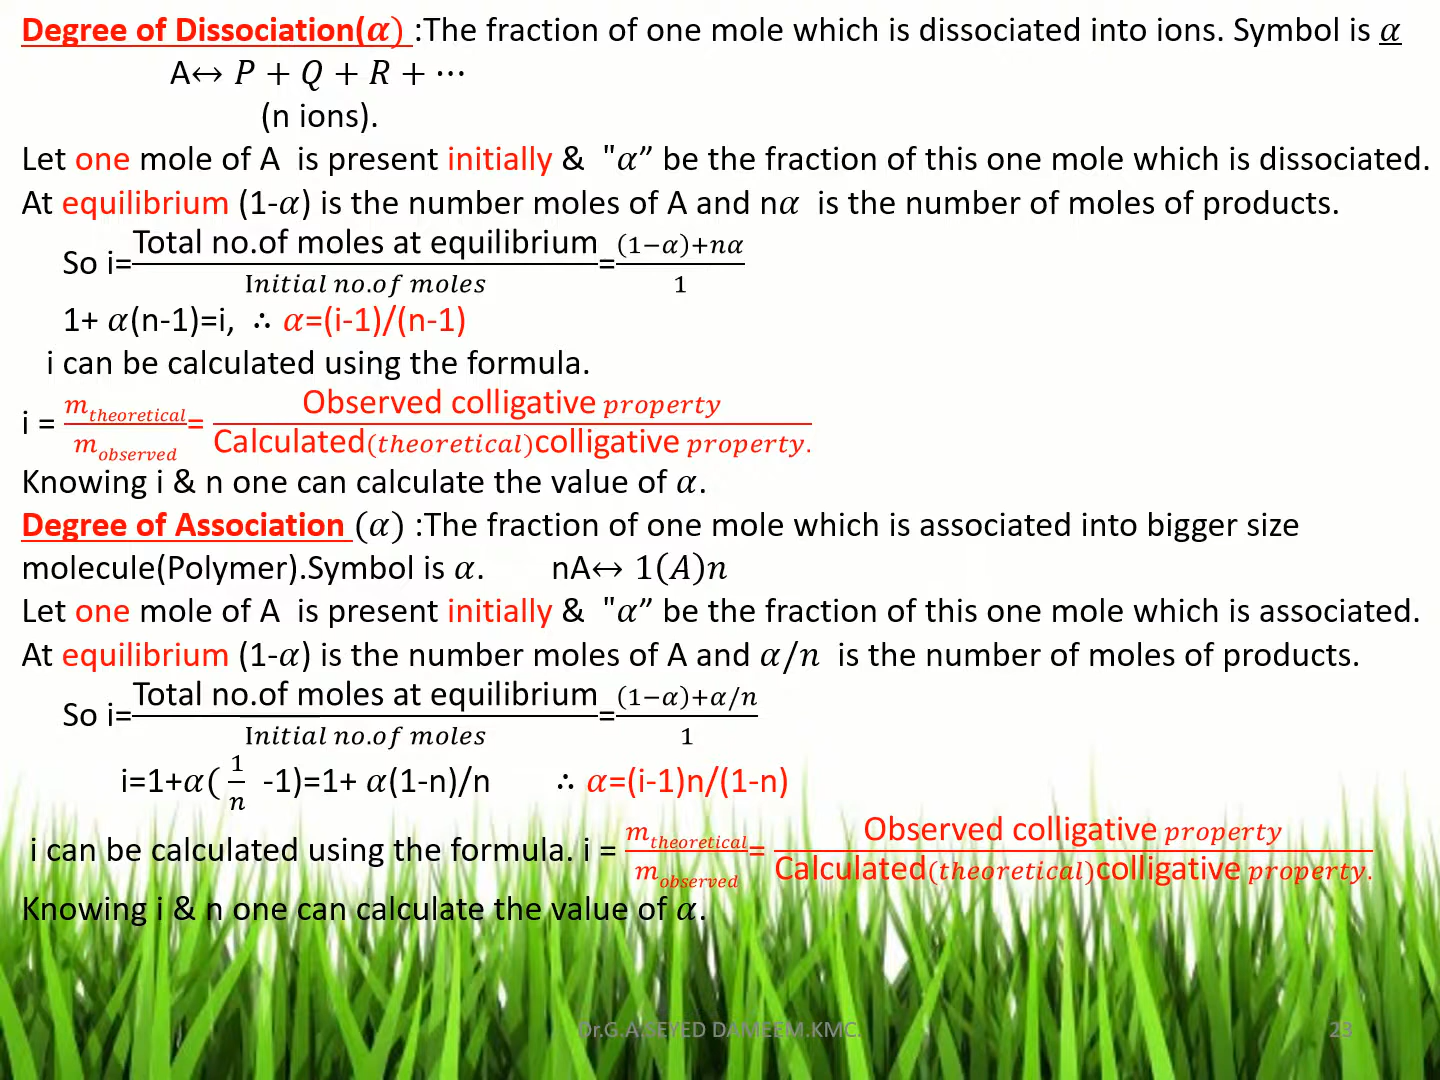 Degree of Dissociation(α) :The fraction of one mole which is dissociated into ions. Symbol is α
A↔ P + Q + R + ⋯
(n ions).
Let one mole of A is present initially & "α” be the fraction of this one mole which is dissociated.
At equilibrium (1-α) is the number moles of A and nα is the number of moles of products.
So i=Total no.of moles at equilibrium/Initial no.of moles=(1−α)+nα/1
1+ α(n-1)=i, ∴ α=(i-1)/(n-1)
i can be calculated using the formula.
i = m_theoretical/m_observed= Observed colligative property/Calculated(theoretical)colligative property.
Knowing i & n one can calculate the value of α.
Degree of Association (α) :The fraction of one mole which is associated into bigger size
molecule(Polymer).Symbol is α. nA↔ 1(A)n
Let one mole of A is present initially & "α” be the fraction of this one mole which is associated.
At equilibrium (1-α) is the number moles of A and α/n is the number of moles of products.
So i=Total no.of moles at equilibrium/Initial no.of moles=(1−α)+α/n/1
i=1+α(1/n -1)=1+ α(1-n)/n ∴ α=(i-1)n/(1-n)
i can be calculated using the formula. i = m_theoretical/m_observed= Observed colligative property/Calculated(theoretical)colligative property.
Knowing i & n one can calculate the value of α.
Dr.G.A.SEYED DAMEEM.KMC. 23